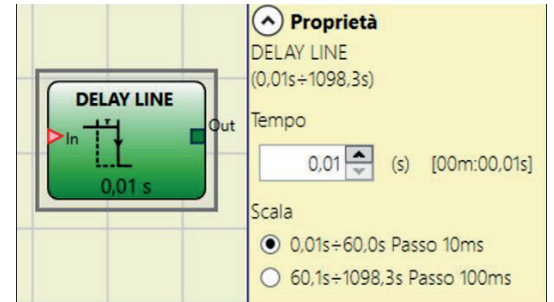 DELAY LINE
In
Out
0,01 s
Proprietà
DELAY LINE
(0,01s÷1098,3s)
Tempo
0,01 (s) [00m:00,01s]
Scala
0,01s÷60,0s Passo 10ms
60,1s÷1098,3s Passo 100ms